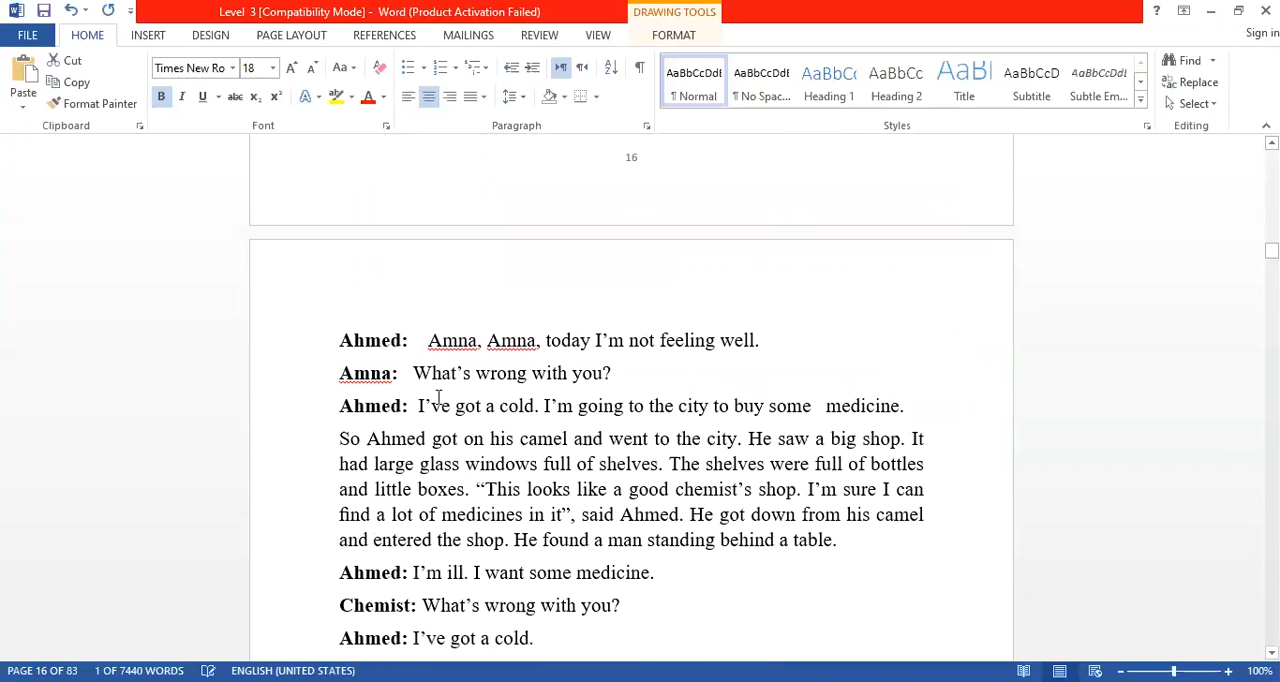 Level 3 [Compatibility Mode] - Word (Product Activation Failed)
DRAWING TOOLS
?
FILE HOME INSERT DESIGN PAGE LAYOUT REFERENCES MAILINGS REVIEW VIEW FORMAT Sign in
Paste
Cut
Copy
Format Painter
Times New Ro 18
Aa
B I U abc x₂ x² A A
AaBbCcDdE ¶ Normal
AaBbCcDdE ¶ No Spac...
AaBbCc Heading 1
AaBbCc Heading 2
AaBl Title
AaBbCcD Subtitle
AaBbCcDdE Subtle Em...
Find
Replace
Select
Clipboard Font Paragraph Styles Editing
16
Ahmed: Amna, Amna, today I’m not feeling well.
Amna: What’s wrong with you?
Ahmed: I’ve got a cold. I’m going to the city to buy some medicine.
So Ahmed got on his camel and went to the city. He saw a big shop. It
had large glass windows full of shelves. The shelves were full of bottles
and little boxes. “This looks like a good chemist’s shop. I’m sure I can
find a lot of medicines in it”, said Ahmed. He got down from his camel
and entered the shop. He found a man standing behind a table.
Ahmed: I’m ill. I want some medicine.
Chemist: What’s wrong with you?
Ahmed: I’ve got a cold.
PAGE 16 OF 83 1 OF 7440 WORDS ENGLISH (UNITED STATES) 100%